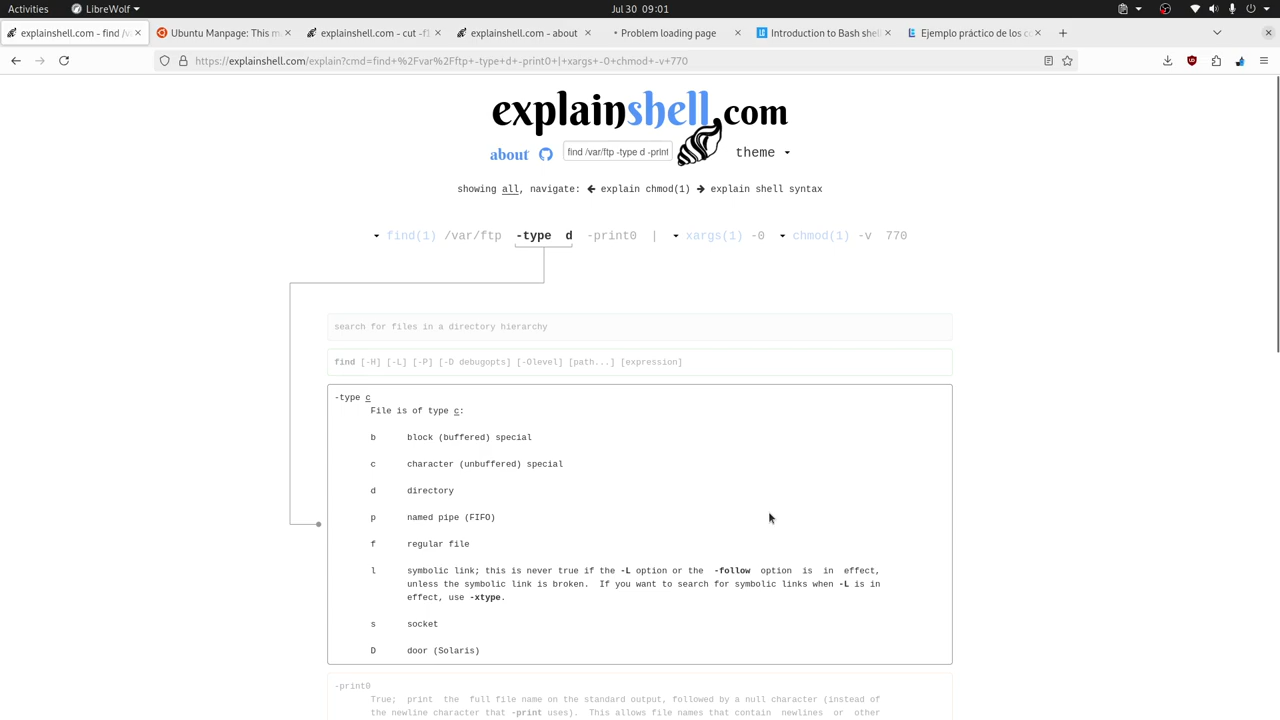 Activities LibreWolf Jul 30 09:01
explainshell.com - find /va Ubuntu Manpage: This m explainshell.com - cut -f1 explainshell.com - about Problem loading page Introduction to Bash shel Ejemplo práctico de los co
https://explainshell.com/explain?cmd=find+%2Fvar%2Fftp+-type+d+-print0+|+xargs+-0+chmod+-v+770
explainshell.com
about find /var/ftp -type d -print theme
showing all, navigate: explain chmod(1) explain shell syntax
find(1) /var/ftp -type d -print0 | xargs(1) -0 chmod(1) -v 770
search for files in a directory hierarchy
find [-H] [-L] [-P] [-D debugopts] [-Olevel] [path...] [expression]
-type c
File is of type c:
b block (buffered) special
c character (unbuffered) special
d directory
p named pipe (FIFO)
f regular file
l symbolic link; this is never true if the -L option or the -follow option is in effect,
unless the symbolic link is broken. If you want to search for symbolic links when -L is in
effect, use -xtype.
s socket
D door (Solaris)
-print0
True; print the full file name on the standard output, followed by a null character (instead of
the newline character that -print uses). This allows file names that contain newlines or other